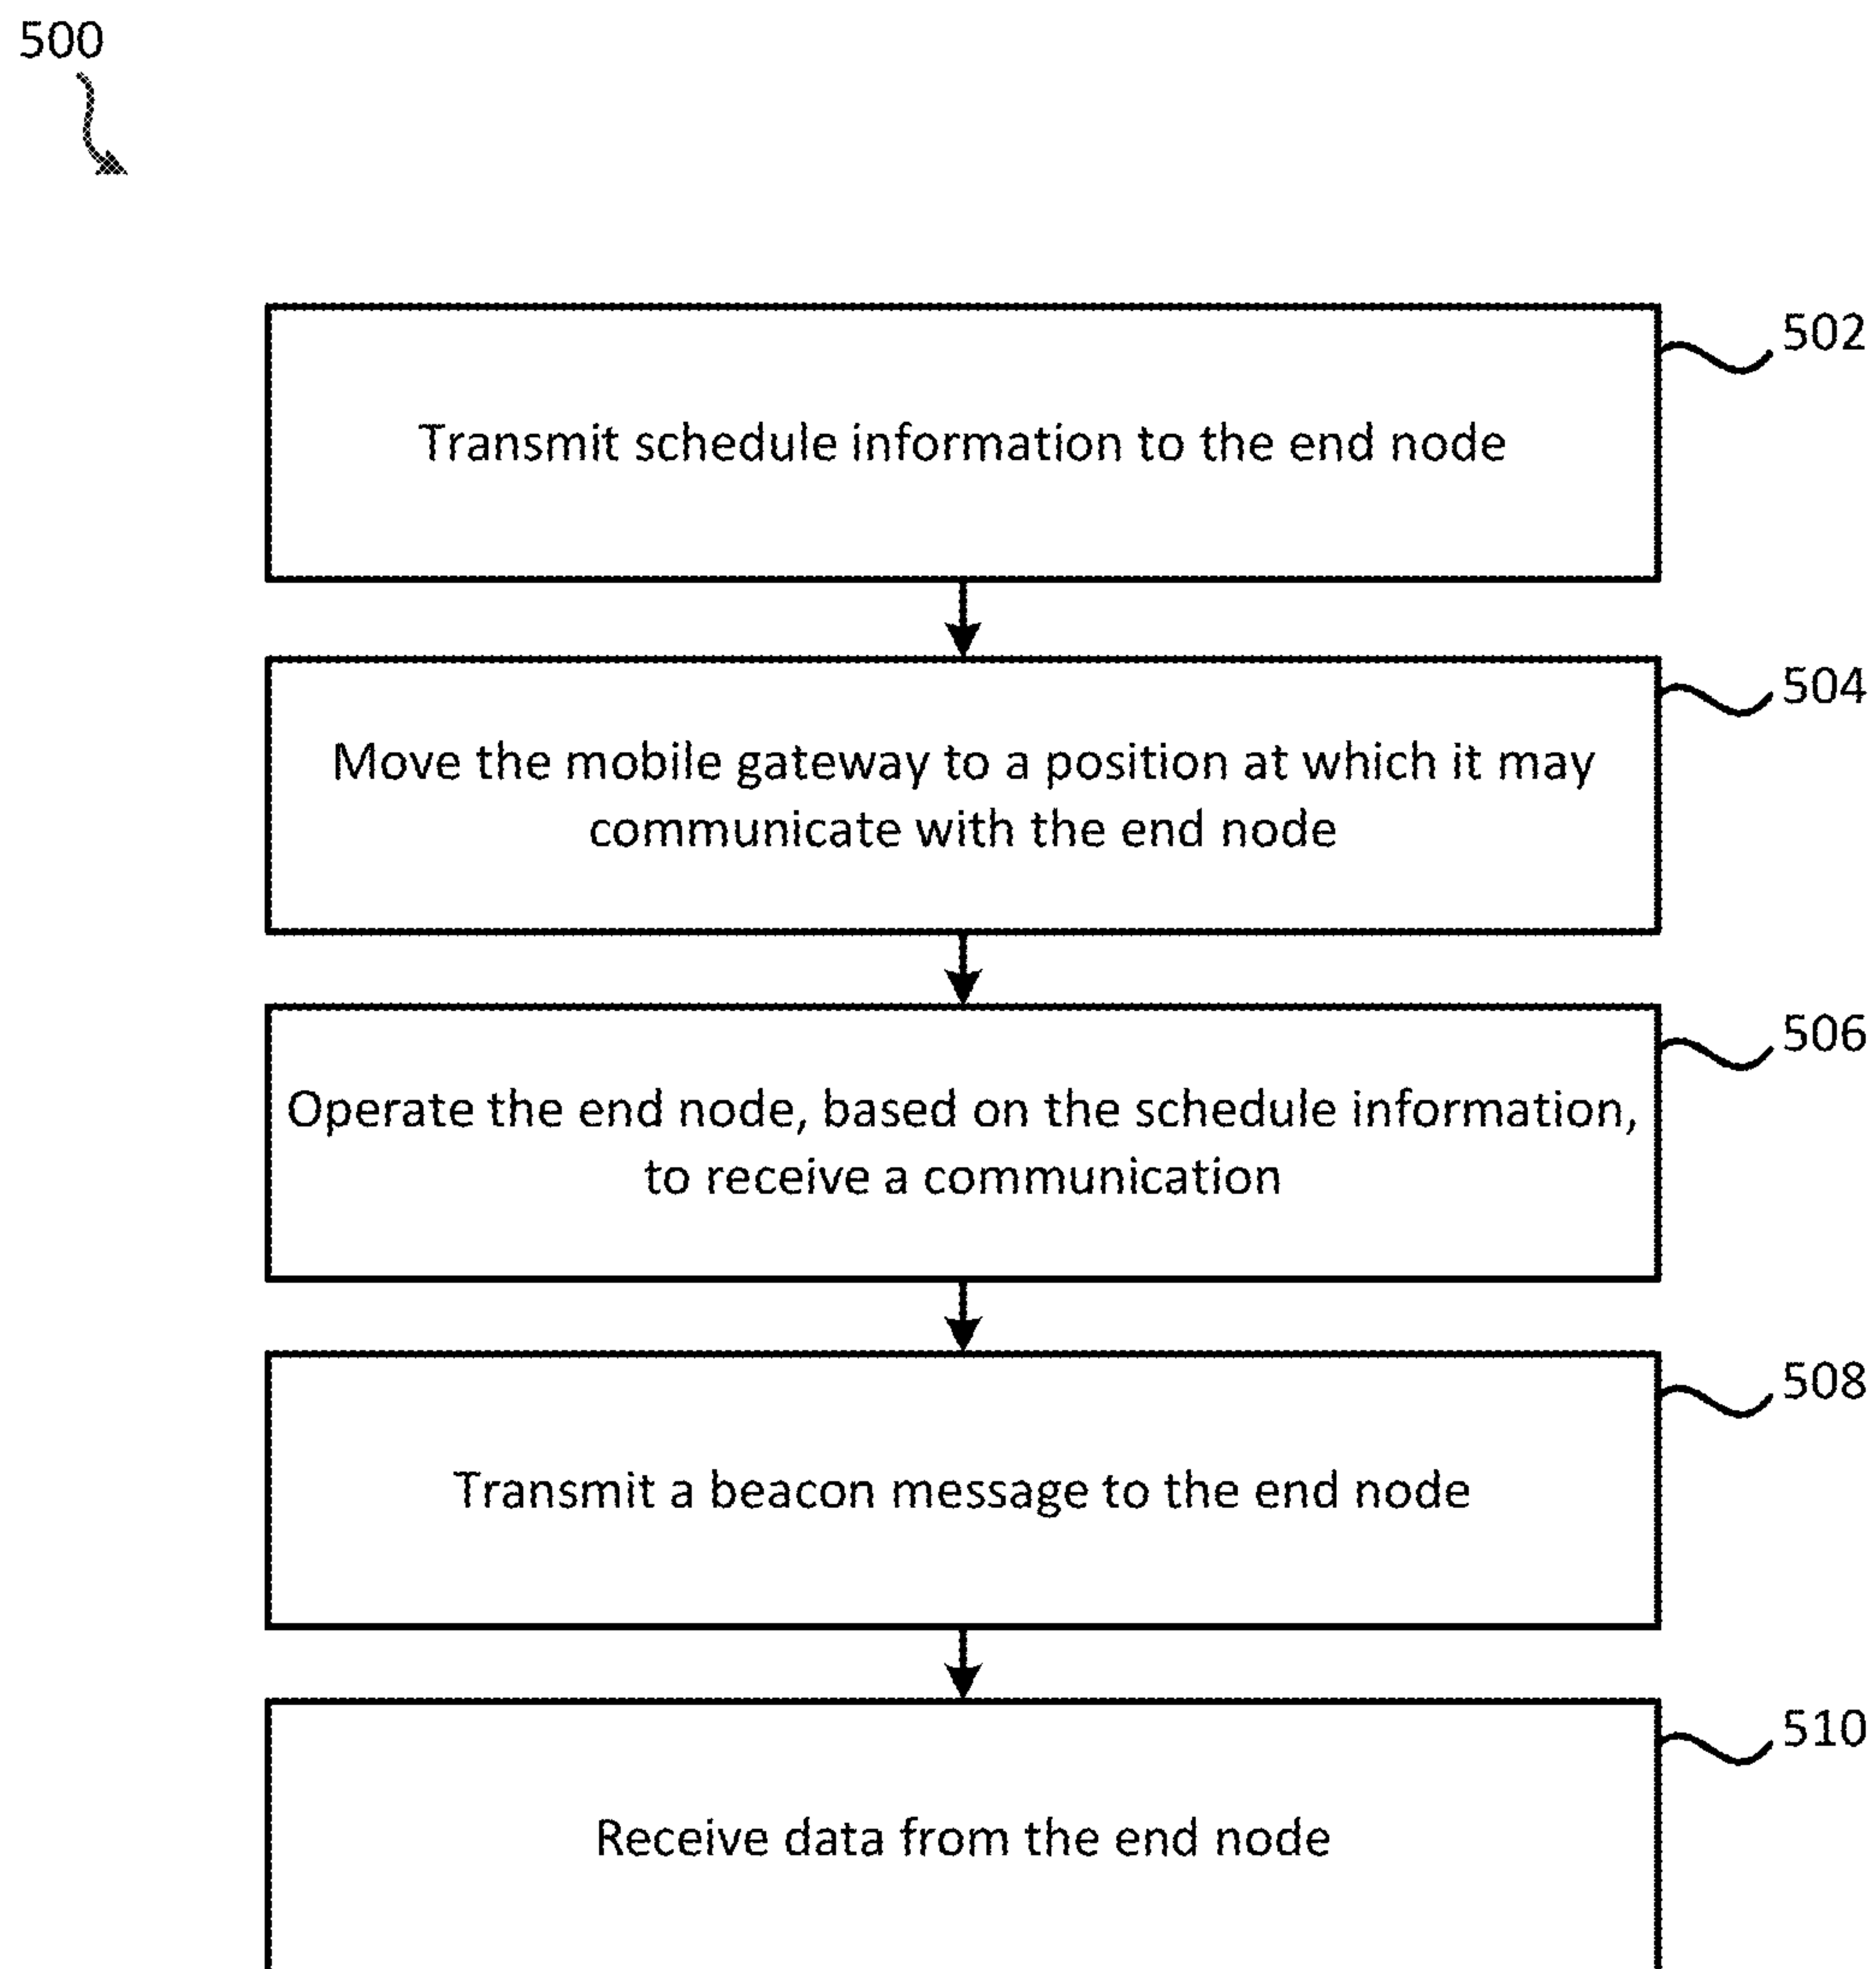 500
502
Transmit schedule information to the end node
504
Move the mobile gateway to a position at which it may
communicate with the end node
506
Operate the end node, based on the schedule information,
to receive a communication
508
Transmit a beacon message to the end node
510
Receive data from the end node